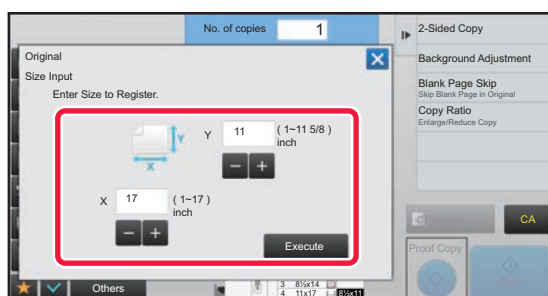 No. of copies 1
2-Sided Copy
Original
Background Adjustment
Size Input
Enter Size to Register.
Blank Page Skip
Skip Blank Page in Original
Copy Ratio
Enlarge/Reduce Copy
Y 11 ( 1~11 5/8 )
inch
Y
X
X 17 ( 1~17 )
inch
Execute
CA
Proof Copy
Others
3 8½x14
4 11x17 8½x11